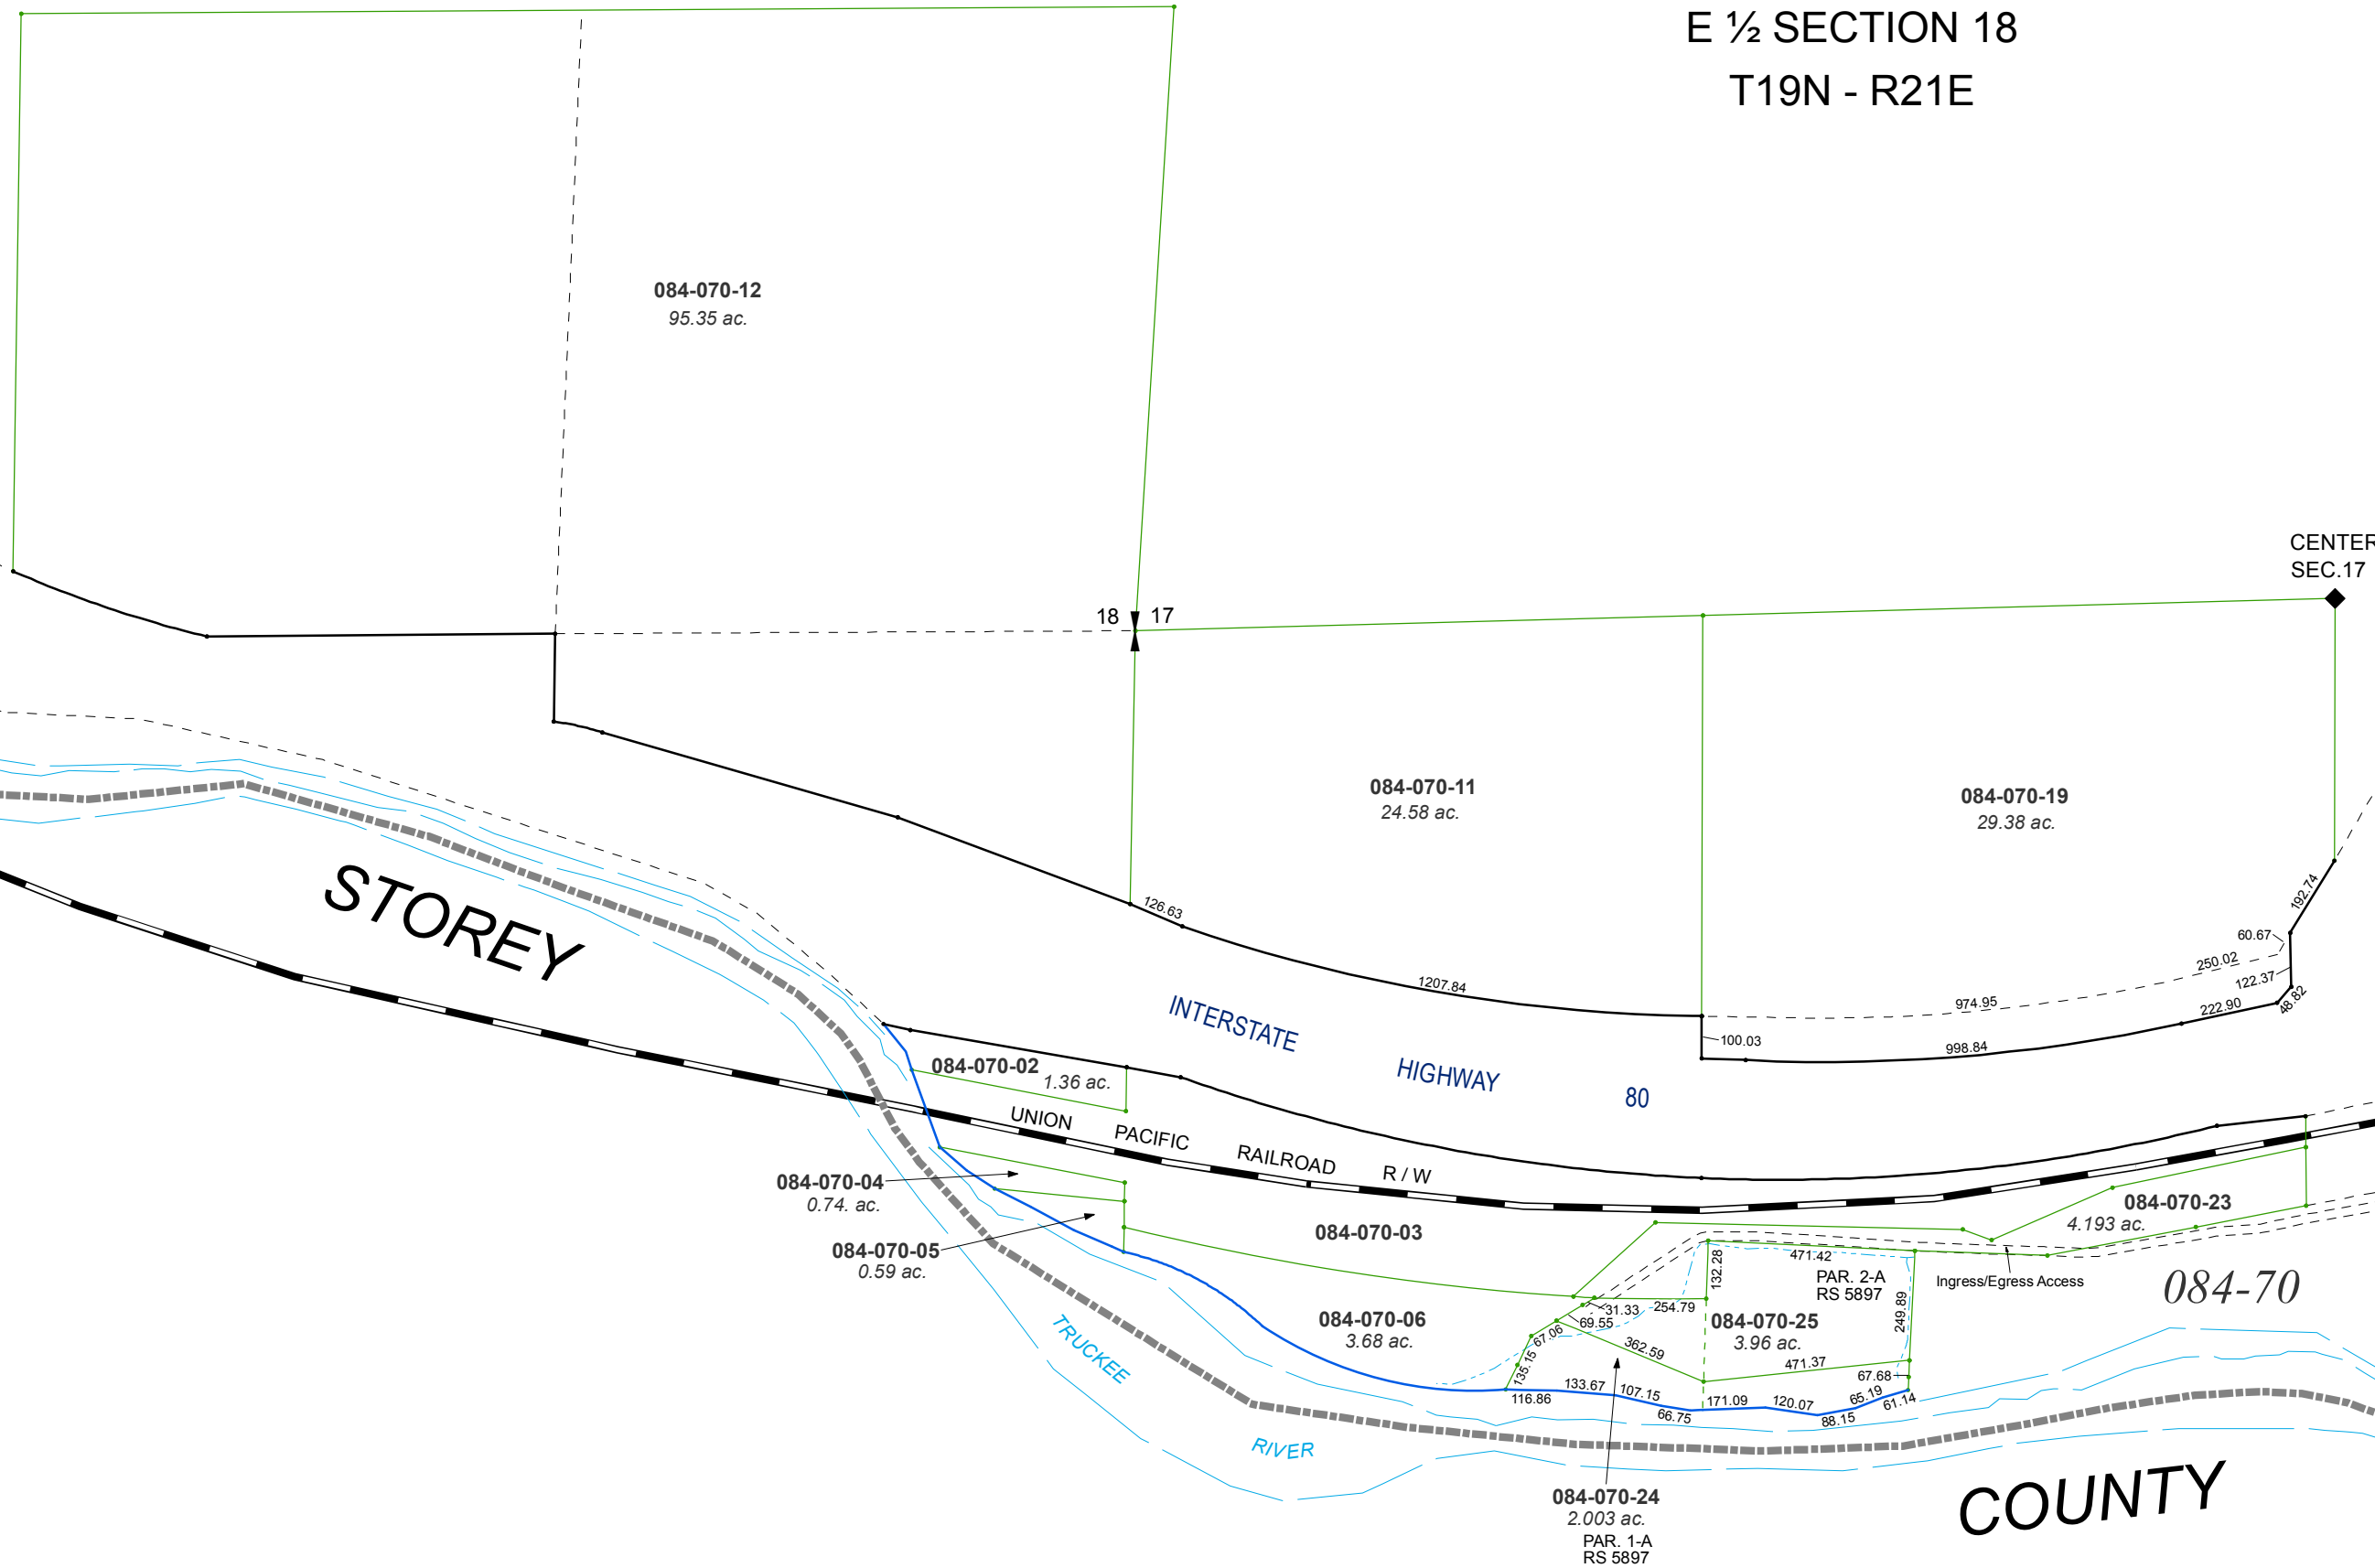 E ½ SECTION 18
T19N - R21E
084-070-12
95.35 ac.
CENTER
SEC.17
18
17
084-070-11
24.58 ac.
084-070-19
29.38 ac.
192.74
60.67
250.02
122.37
48.82
222.90
974.95
998.84
100.03
126.63
1207.84
STOREY
INTERSTATE HIGHWAY 80
084-070-02
1.36 ac.
UNION PACIFIC RAILROAD R / W
084-070-04
0.74. ac.
084-070-05
0.59 ac.
084-070-03
084-070-23
4.193 ac.
471.42
132.28
PAR. 2-A
RS 5897
Ingress/Egress Access
084-70
249.89
31.33
254.79
69.55
67.06
084-070-06
3.68 ac.
084-070-25
3.96 ac.
362.59
471.37
135.15
67.68
133.67
107.15
116.86
66.75
171.09
120.07
88.15
65.19
61.14
TRUCKEE
RIVER
084-070-24
2.003 ac.
PAR. 1-A
RS 5897
COUNTY